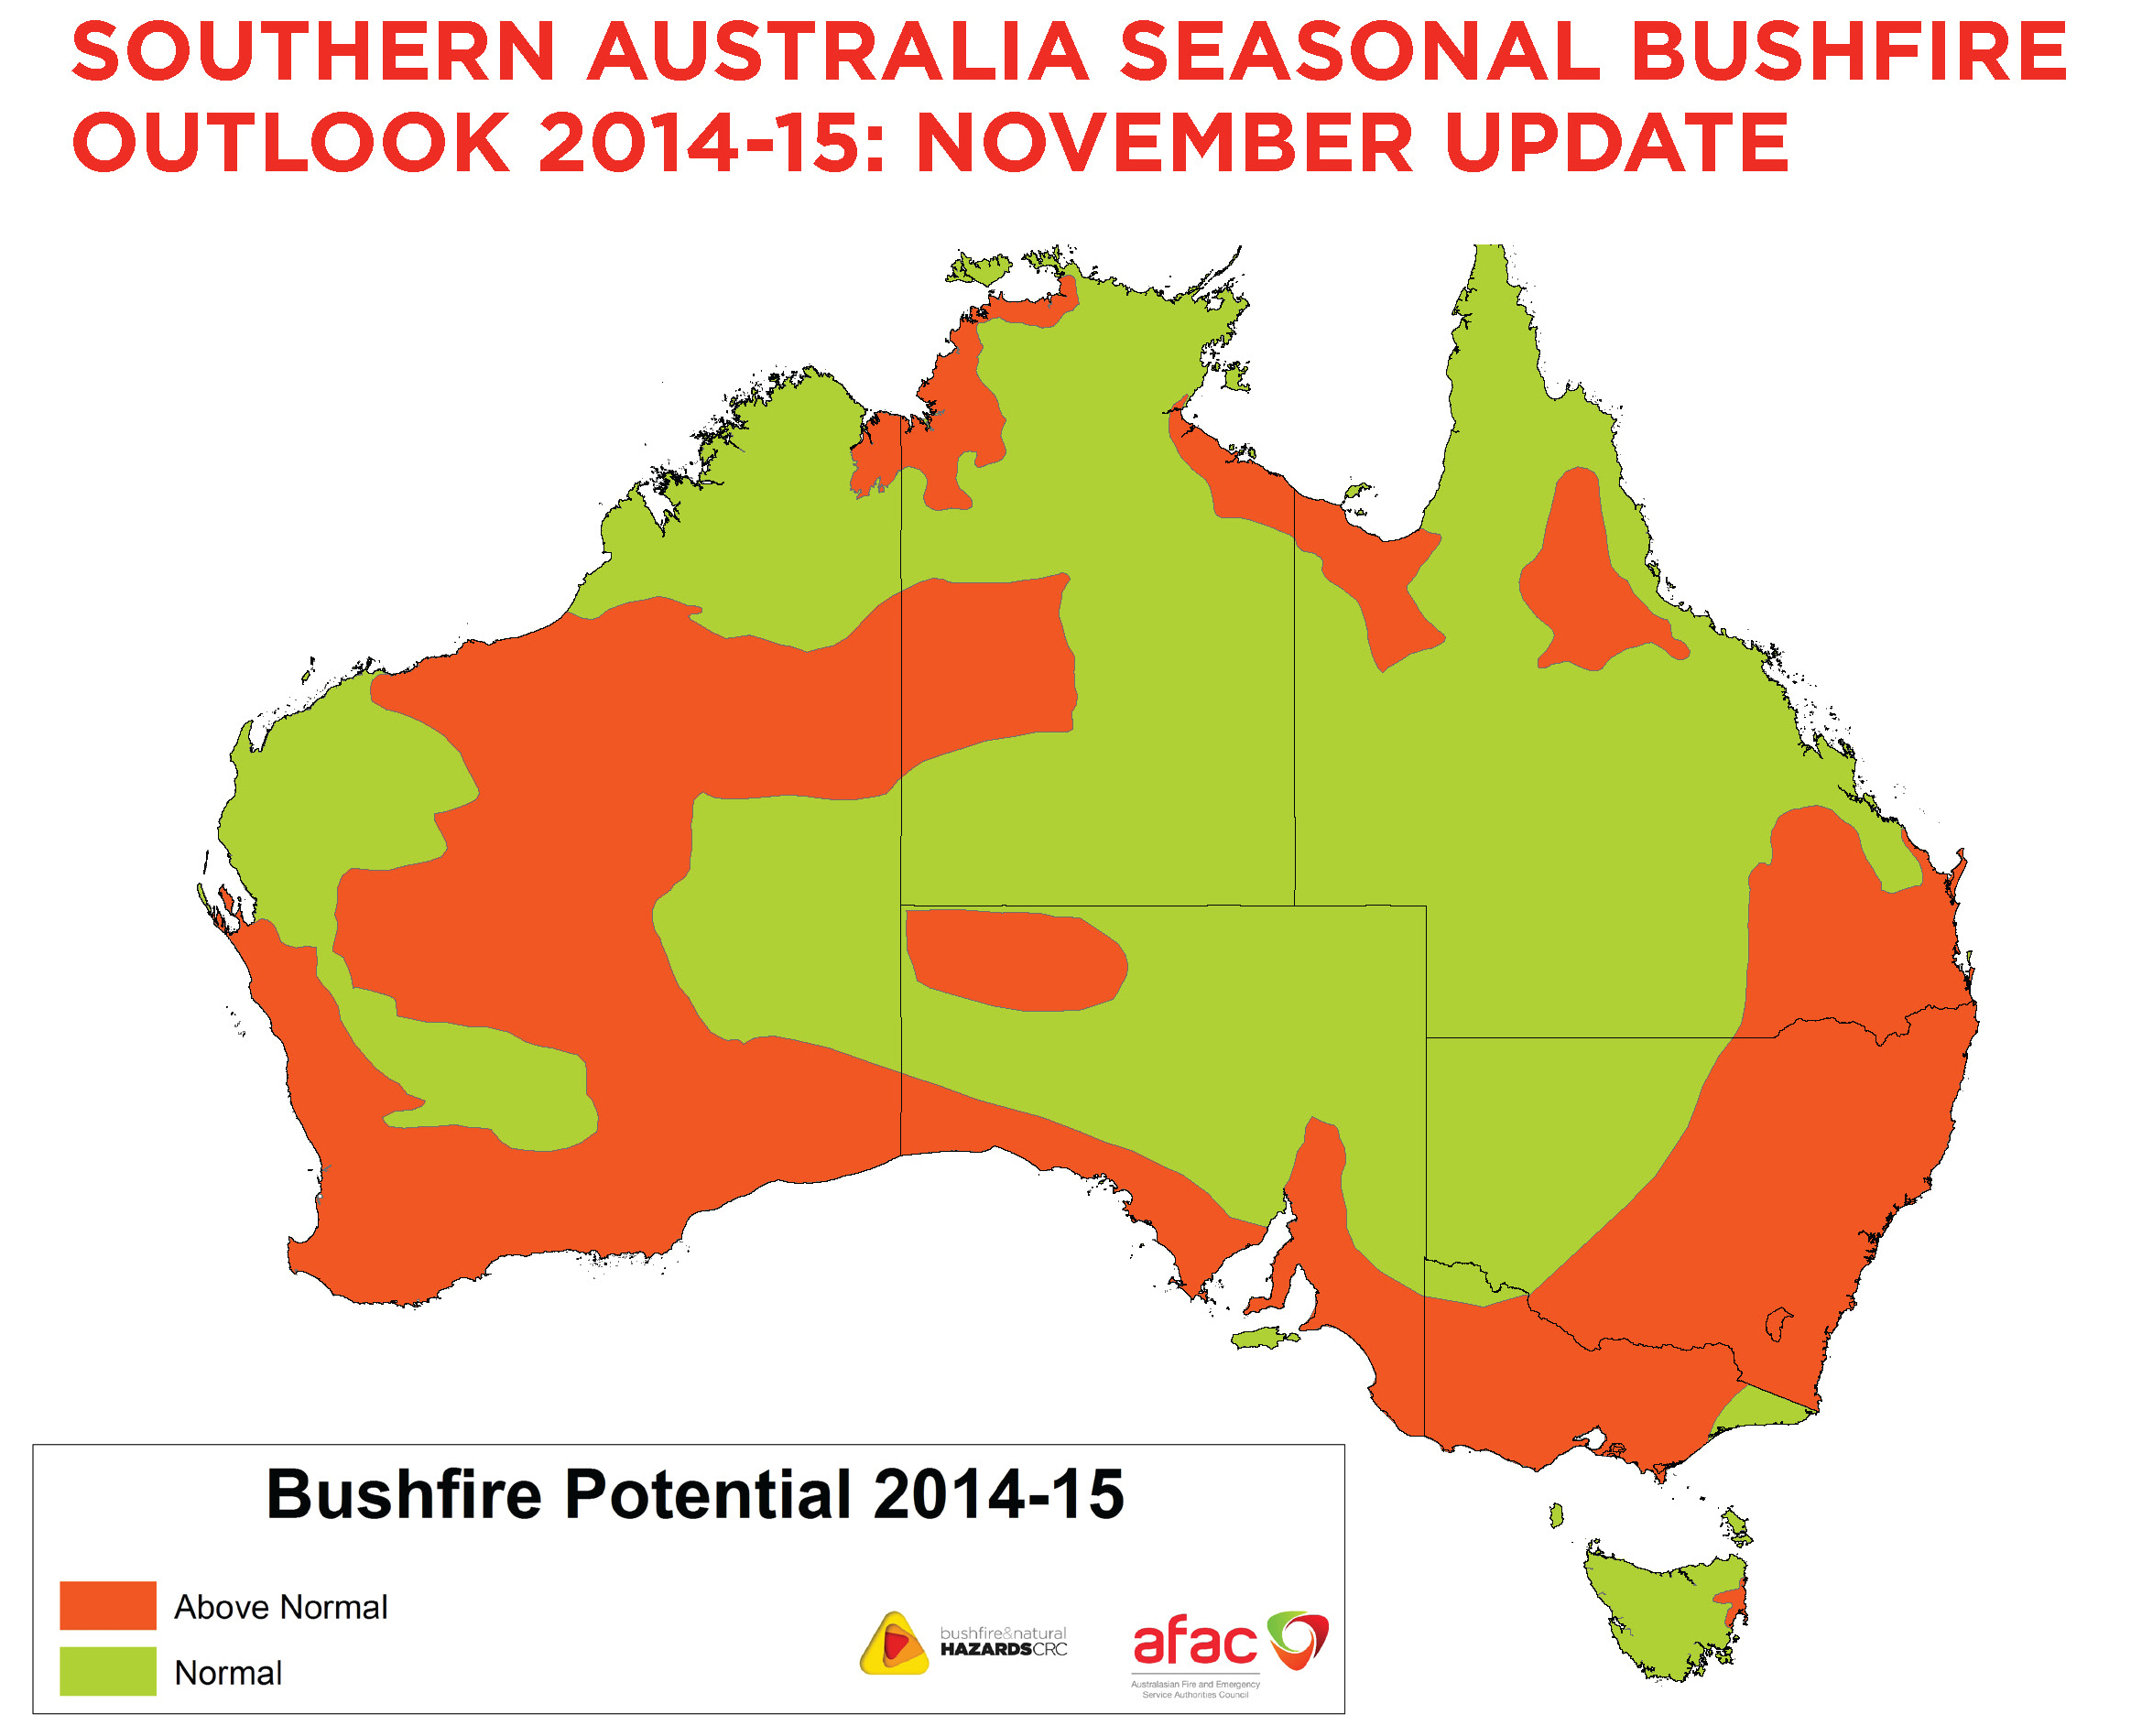 SOUTHERN AUSTRALIA SEASONAL BUSHFIRE
OUTLOOK 2014-15: NOVEMBER UPDATE
Bushfire Potential 2014-15
Above Normal
Normal
bushfire&natural
HAZARDSCRC
afac
Australasian Fire and Emergency
Service Authorities Council